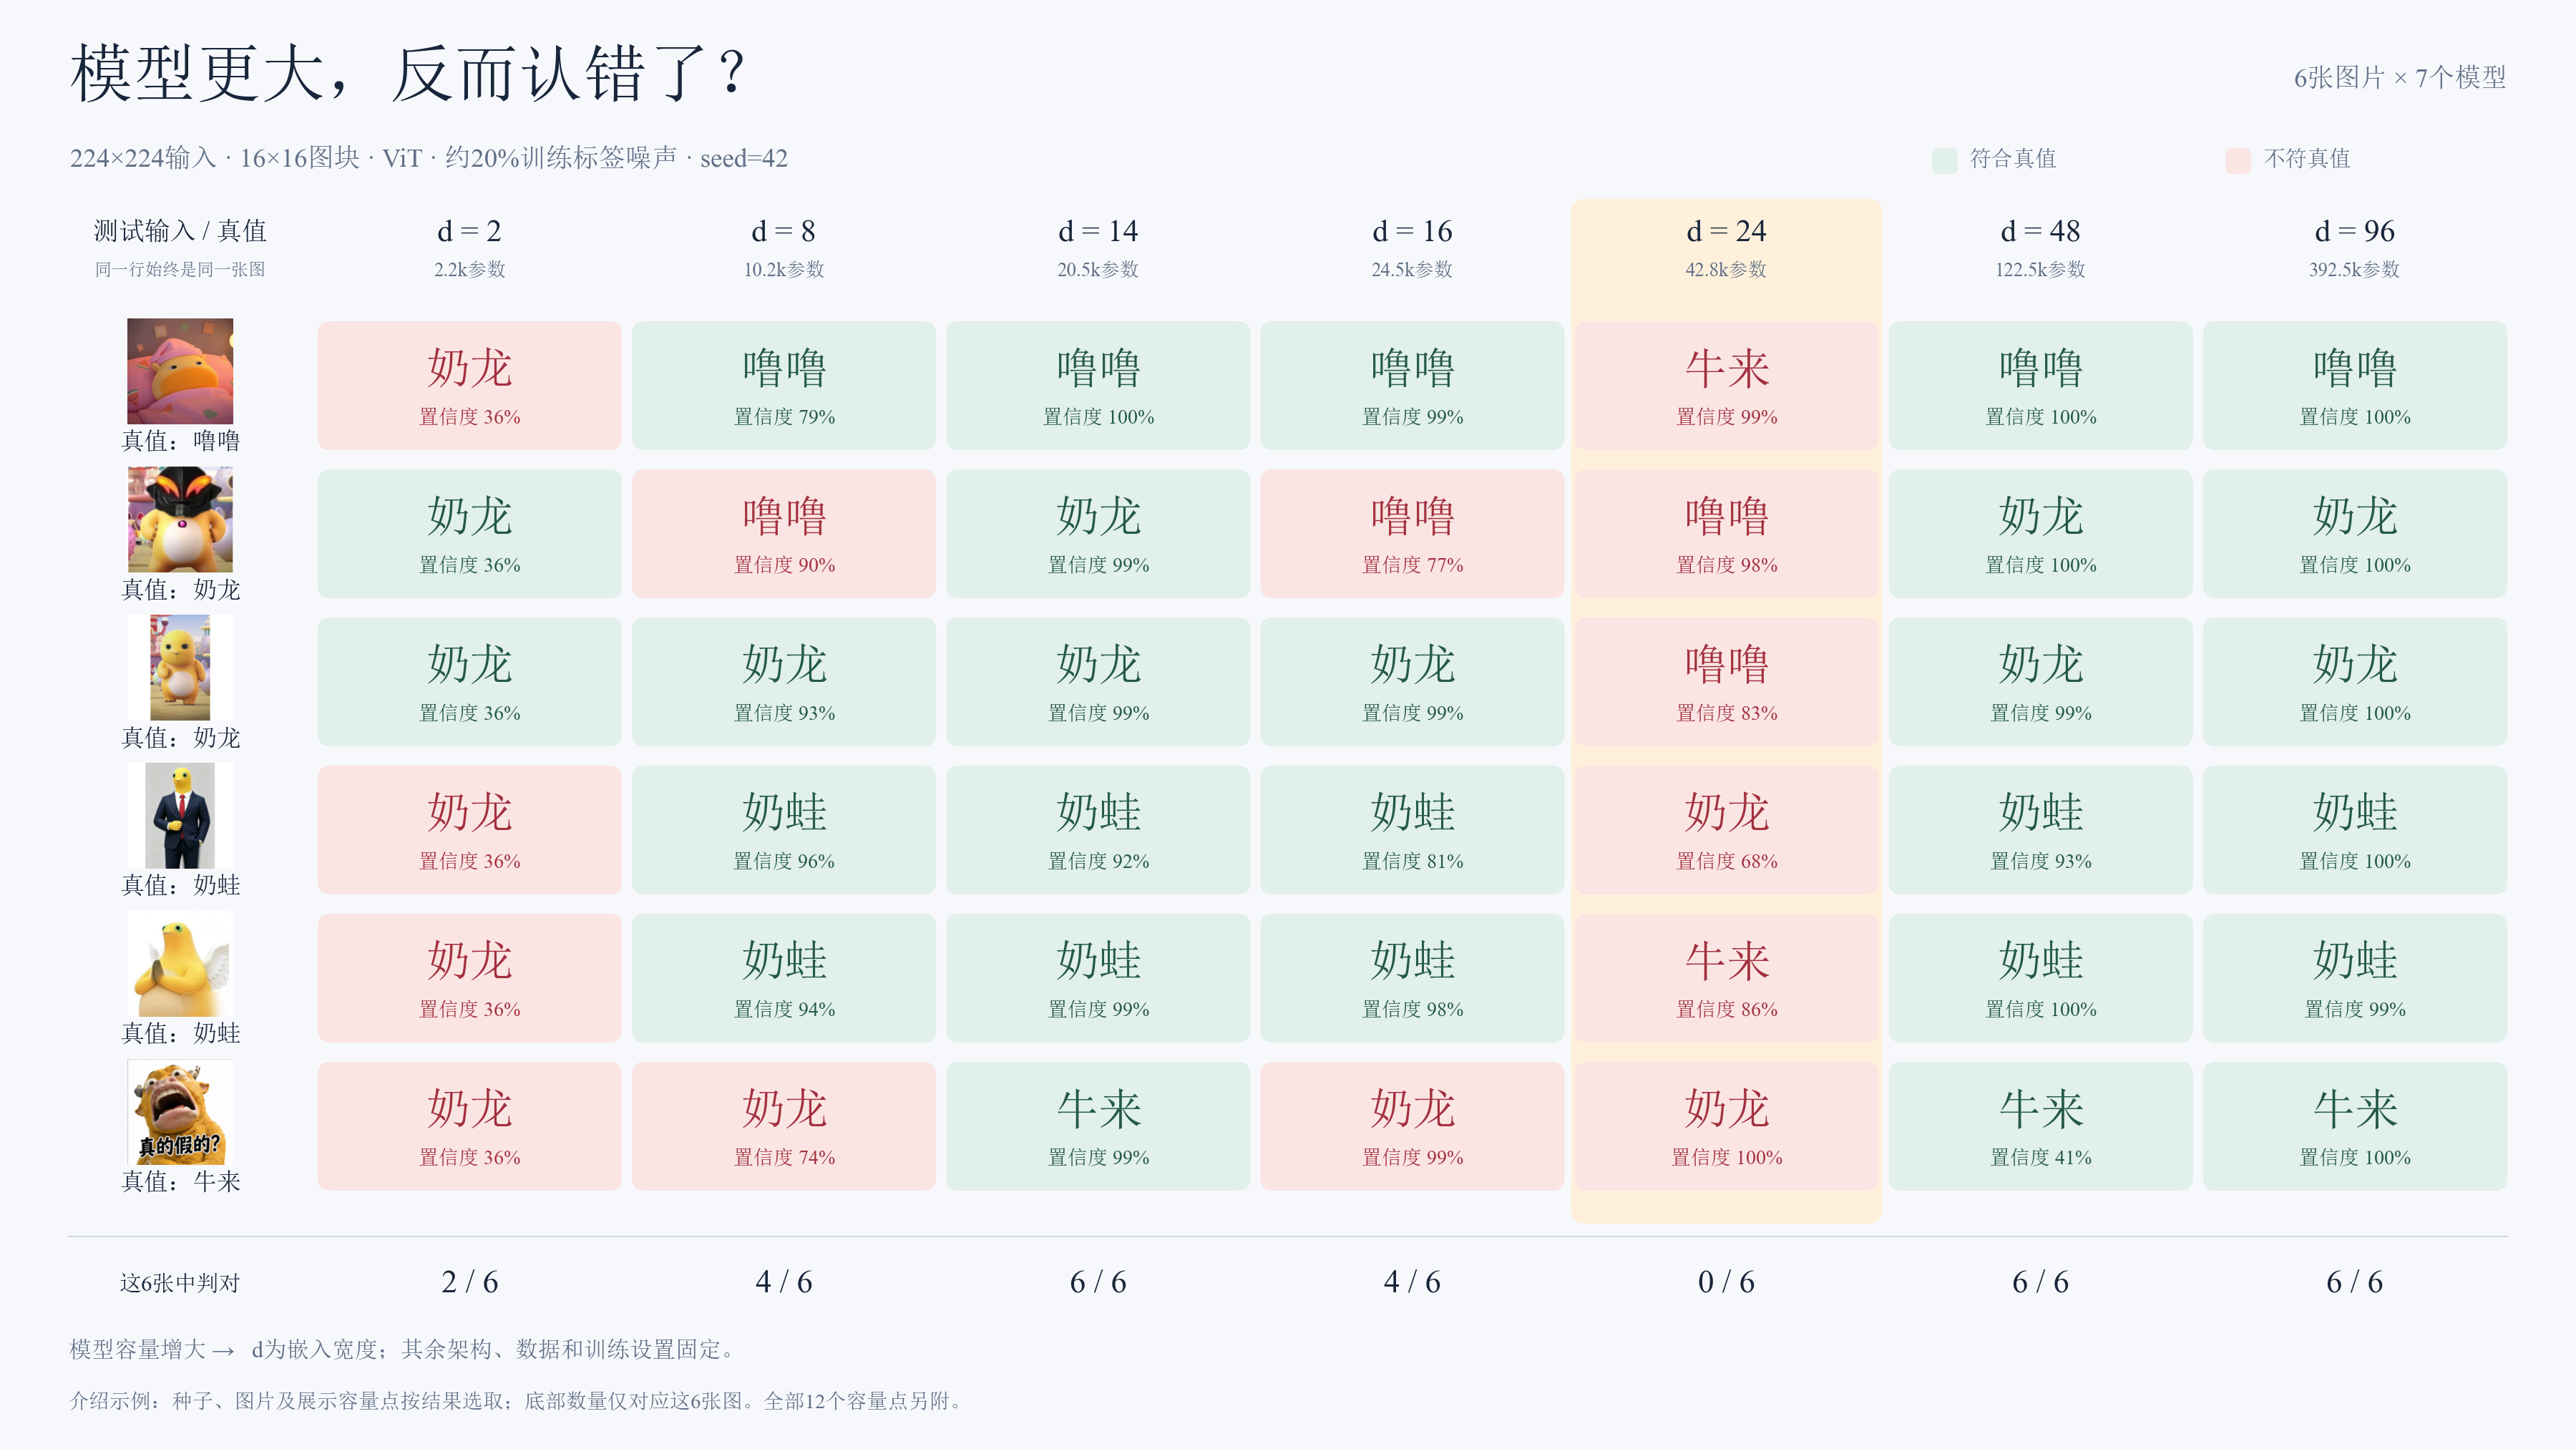 模型更大，反而认错了？
6张图片 × 7个模型
224×224输入 · 16×16图块 · ViT · 约20%训练标签噪声 · seed=42
符合真值
不符真值
测试输入 / 真值
同一行始终是同一张图
d = 2
2.2k参数
d = 8
10.2k参数
d = 14
20.5k参数
d = 16
24.5k参数
d = 24
42.8k参数
d = 48
122.5k参数
d = 96
392.5k参数
真值：噜噜
奶龙
置信度 36%
噜噜
置信度 79%
噜噜
置信度 100%
噜噜
置信度 99%
牛来
置信度 99%
噜噜
置信度 100%
噜噜
置信度 100%
真值：奶龙
奶龙
置信度 36%
噜噜
置信度 90%
奶龙
置信度 99%
噜噜
置信度 77%
噜噜
置信度 98%
奶龙
置信度 100%
奶龙
置信度 100%
真值：奶龙
奶龙
置信度 36%
奶龙
置信度 93%
奶龙
置信度 99%
奶龙
置信度 99%
噜噜
置信度 83%
奶龙
置信度 99%
奶龙
置信度 100%
真值：奶蛙
奶龙
置信度 36%
奶蛙
置信度 96%
奶蛙
置信度 92%
奶蛙
置信度 81%
奶龙
置信度 68%
奶蛙
置信度 93%
奶蛙
置信度 100%
真值：奶蛙
奶龙
置信度 36%
奶蛙
置信度 94%
奶蛙
置信度 99%
奶蛙
置信度 98%
牛来
置信度 86%
奶蛙
置信度 100%
奶蛙
置信度 99%
真的假的?
真值：牛来
奶龙
置信度 36%
奶龙
置信度 74%
牛来
置信度 99%
奶龙
置信度 99%
奶龙
置信度 100%
牛来
置信度 41%
牛来
置信度 100%
这6张中判对
2 / 6
4 / 6
6 / 6
4 / 6
0 / 6
6 / 6
6 / 6
模型容量增大 → d为嵌入宽度；其余架构、数据和训练设置固定。
介绍示例：种子、图片及展示容量点按结果选取；底部数量仅对应这6张图。全部12个容量点另附。